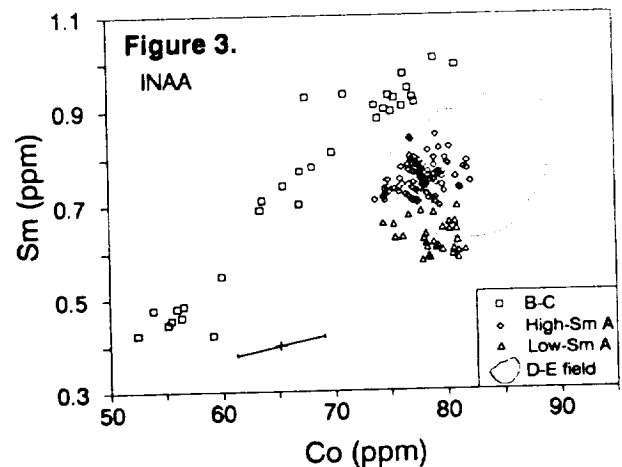 Figure 3.
INAA
1.1
0.9
0.7
0.5
0.3
Sm (ppm)
50
60
70
80
90
Co (ppm)
B-C
High-Sm A
Low-Sm A
D-E field